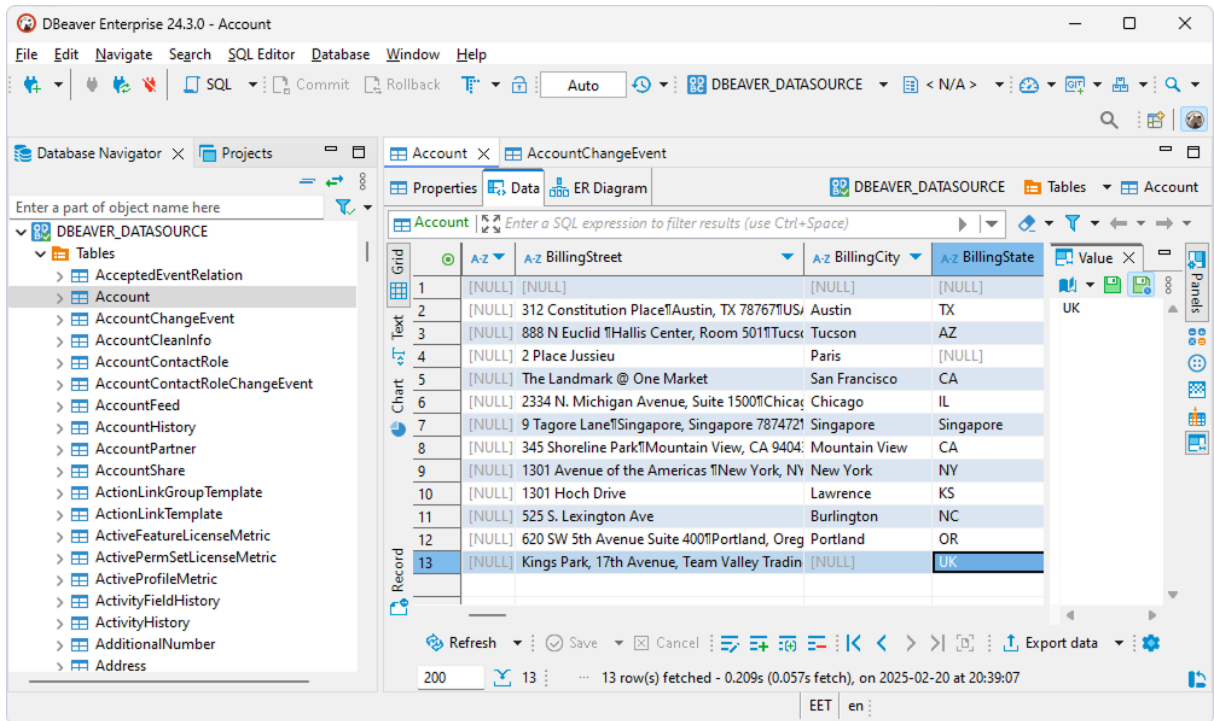 DBeaver Enterprise 24.3.0 - Account
File Edit Navigate Search SQL Editor Database Window Help
SQL Commit Rollback Auto DBEAVER_DATASOURCE < N/A > GIT
Database Navigator Projects
Enter a part of object name here
DBEAVER_DATASOURCE
Tables
AcceptedEventRelation
Account
AccountChangeEvent
AccountCleanInfo
AccountContactRole
AccountContactRoleChangeEvent
AccountFeed
AccountHistory
AccountPartner
AccountShare
ActionLinkGroupTemplate
ActionLinkTemplate
ActiveFeatureLicenseMetric
ActivePermSetLicenseMetric
ActiveProfileMetric
ActivityFieldHistory
ActivityHistory
AdditionalNumber
Address
Account AccountChangeEvent
Properties Data ER Diagram DBEAVER_DATASOURCE Tables Account
Account Enter a SQL expression to filter results (use Ctrl+Space)
Grid
Text
Chart
Record
A-Z A-Z BillingStreet A-Z BillingCity A-Z BillingState
1 [NULL] [NULL] [NULL] [NULL]
2 [NULL] 312 Constitution Place¶Austin, TX 78767¶USA Austin TX
3 [NULL] 888 N Euclid ¶Hallis Center, Room 501¶Tucso Tucson AZ
4 [NULL] 2 Place Jussieu Paris [NULL]
5 [NULL] The Landmark @ One Market San Francisco CA
6 [NULL] 2334 N. Michigan Avenue, Suite 1500¶Chicag Chicago IL
7 [NULL] 9 Tagore Lane¶Singapore, Singapore 787472¶ Singapore Singapore
8 [NULL] 345 Shoreline Park¶Mountain View, CA 94043 Mountain View CA
9 [NULL] 1301 Avenue of the Americas ¶New York, NY New York NY
10 [NULL] 1301 Hoch Drive Lawrence KS
11 [NULL] 525 S. Lexington Ave Burlington NC
12 [NULL] 620 SW 5th Avenue Suite 400¶Portland, Oreg Portland OR
13 [NULL] Kings Park, 17th Avenue, Team Valley Tradin [NULL] UK
Value
UK
Panels
Refresh Save Cancel Export data
200 13 ... 13 row(s) fetched - 0.209s (0.057s fetch), on 2025-02-20 at 20:39:07
EET en